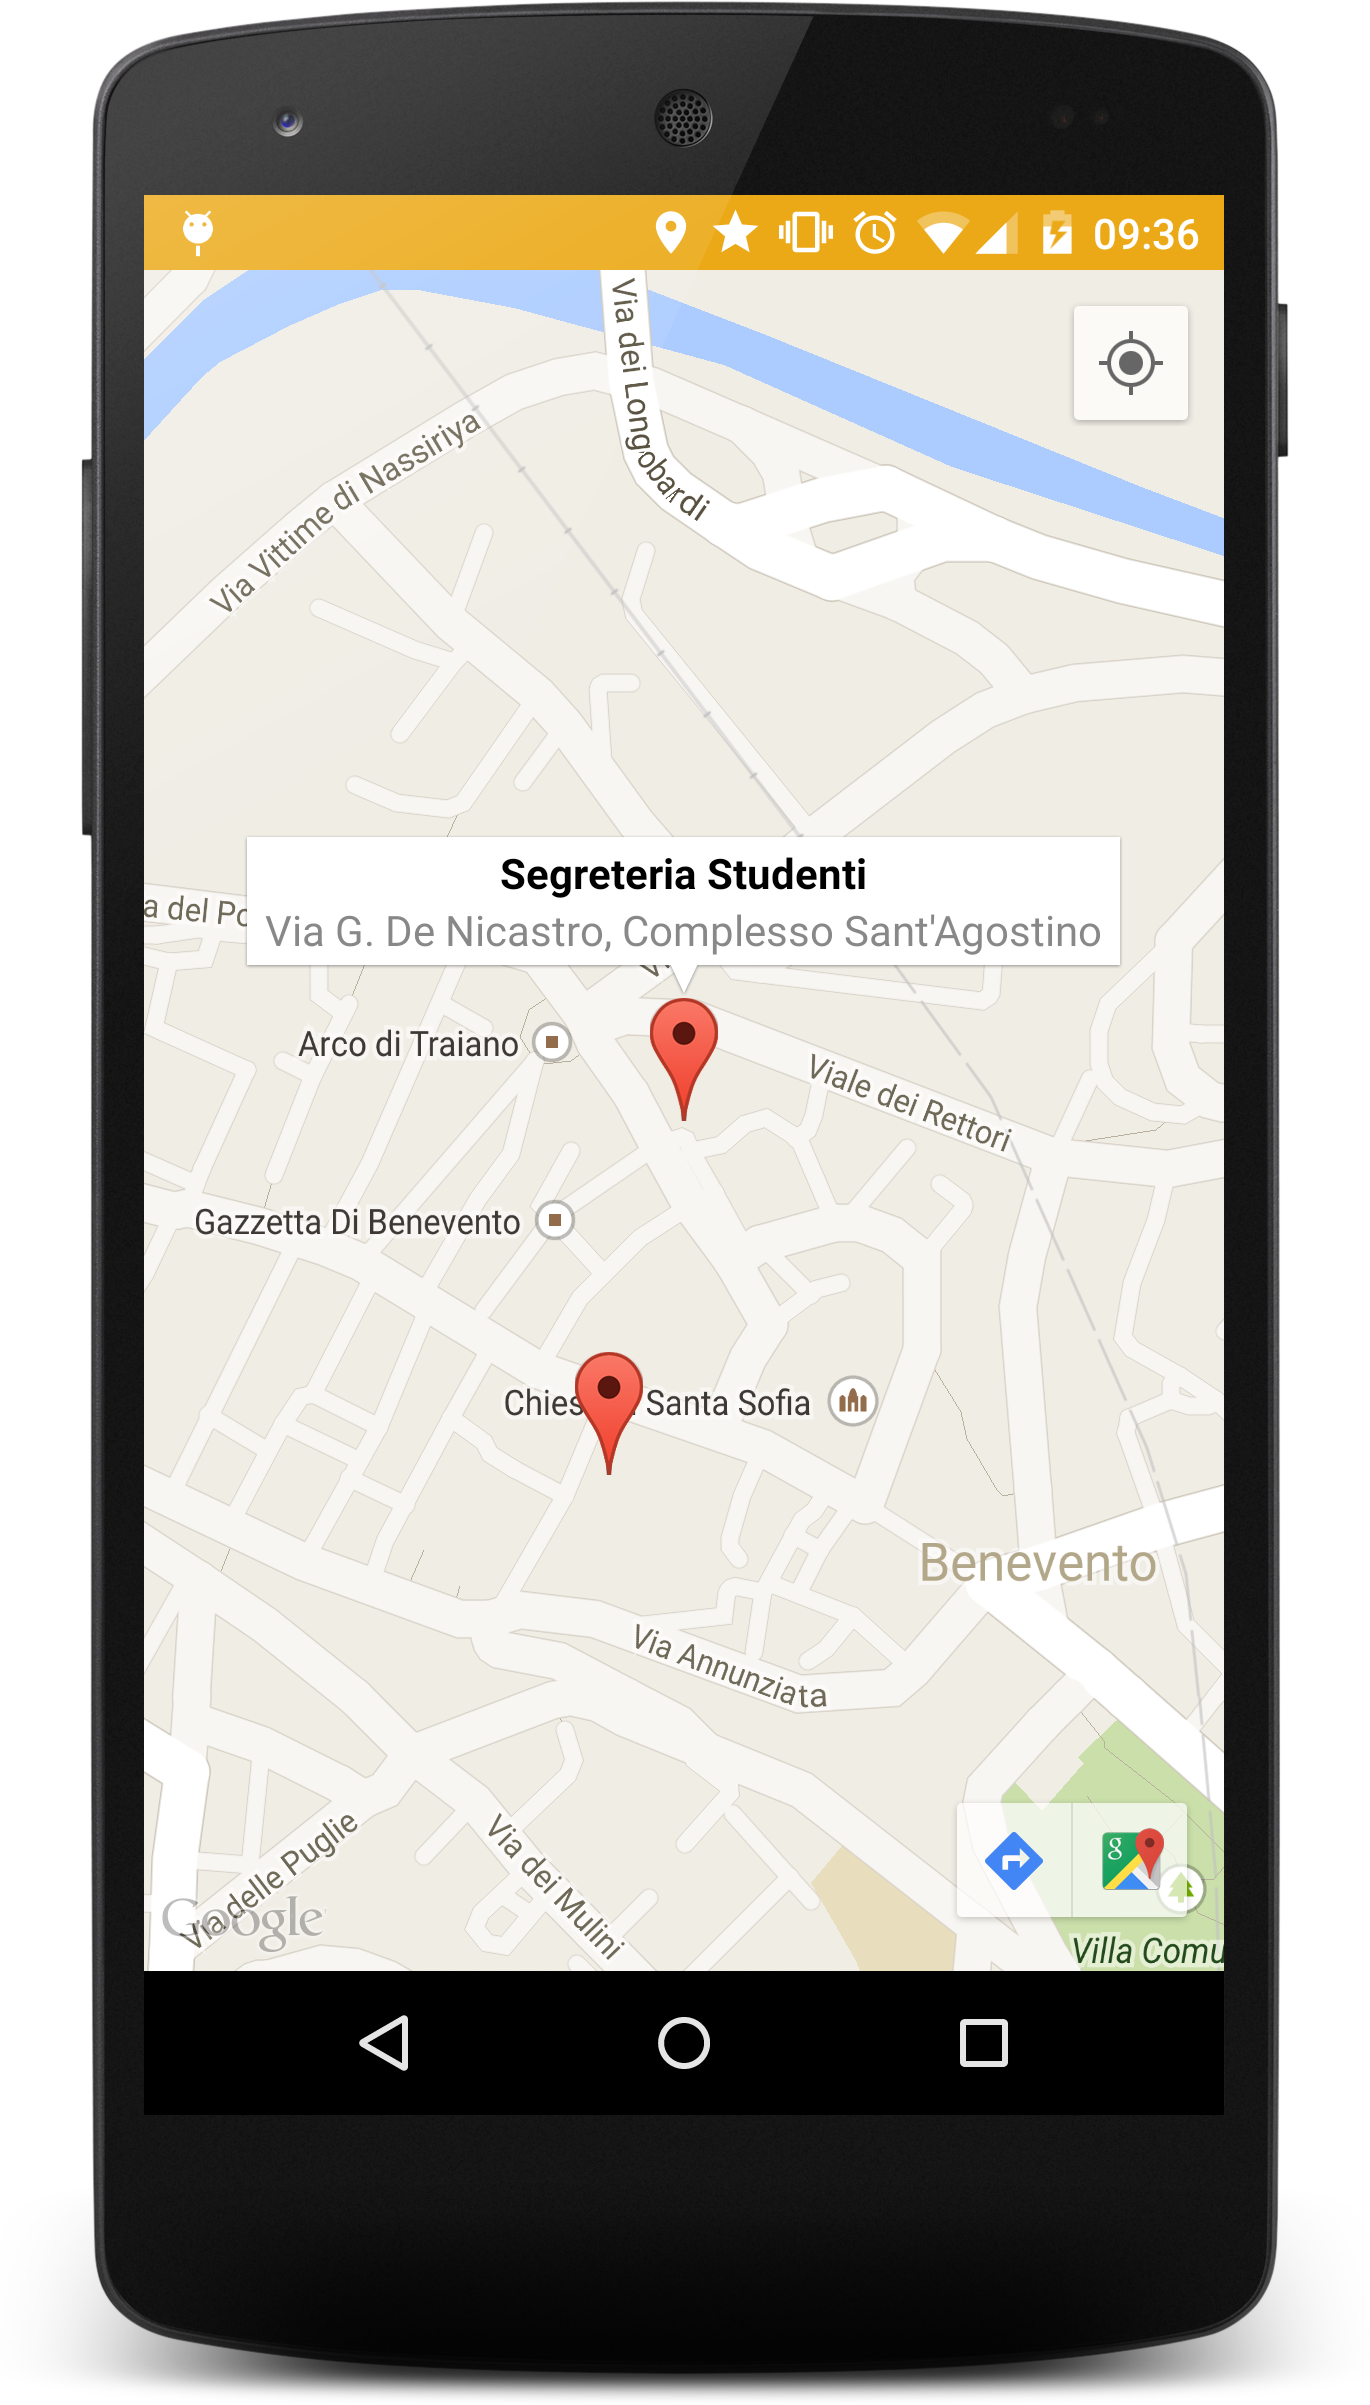 09:36
Via dei Longobardi
Via Vittime di Nassiriya
Segreteria Studenti
Via G. De Nicastro, Complesso Sant'Agostino
a del Po
Arco di Traiano
Viale dei Rettori
Gazzetta Di Benevento
Santa Sofia
Benevento
Via Annunziata
Via delle Puglie
Via dei Mulini
Google
g
Villa Comu